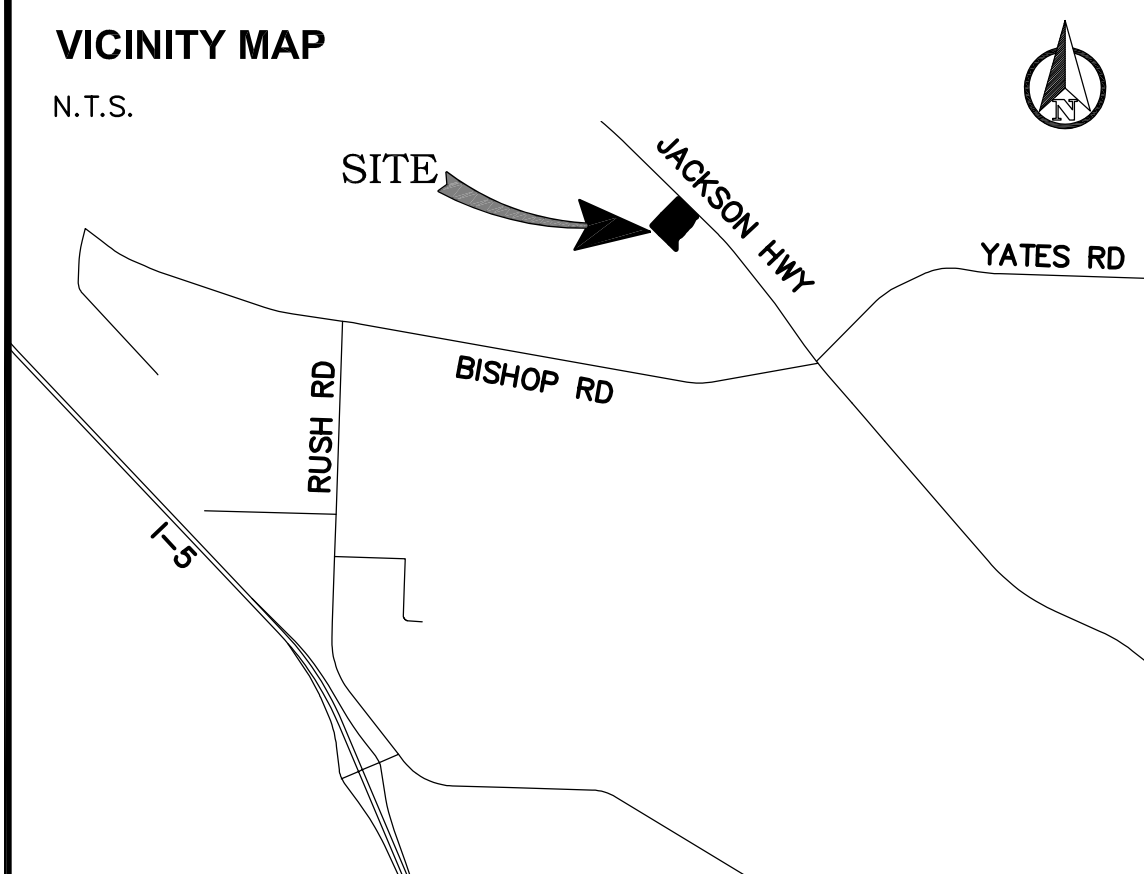 VICINITY MAP
N.T.S.
N
SITE
JACKSON HWY
YATES RD
BISHOP RD
RUSH RD
I-5